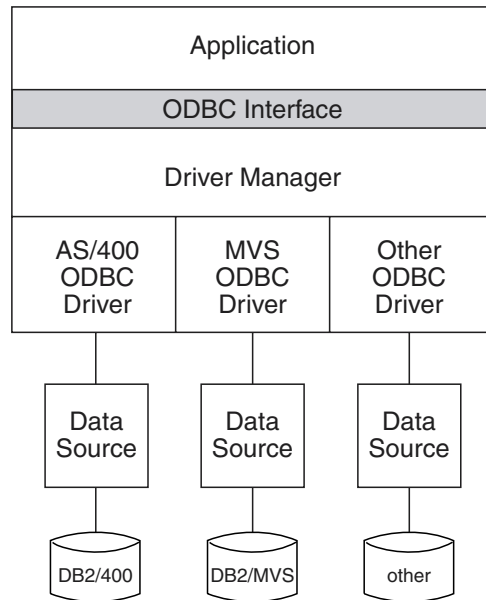 Application
ODBC Interface
Driver Manager
AS/400
ODBC
Driver
MVS
ODBC
Driver
Other
ODBC
Driver
Data
Source
Data
Source
Data
Source
DB2/400
DB2/MVS
other